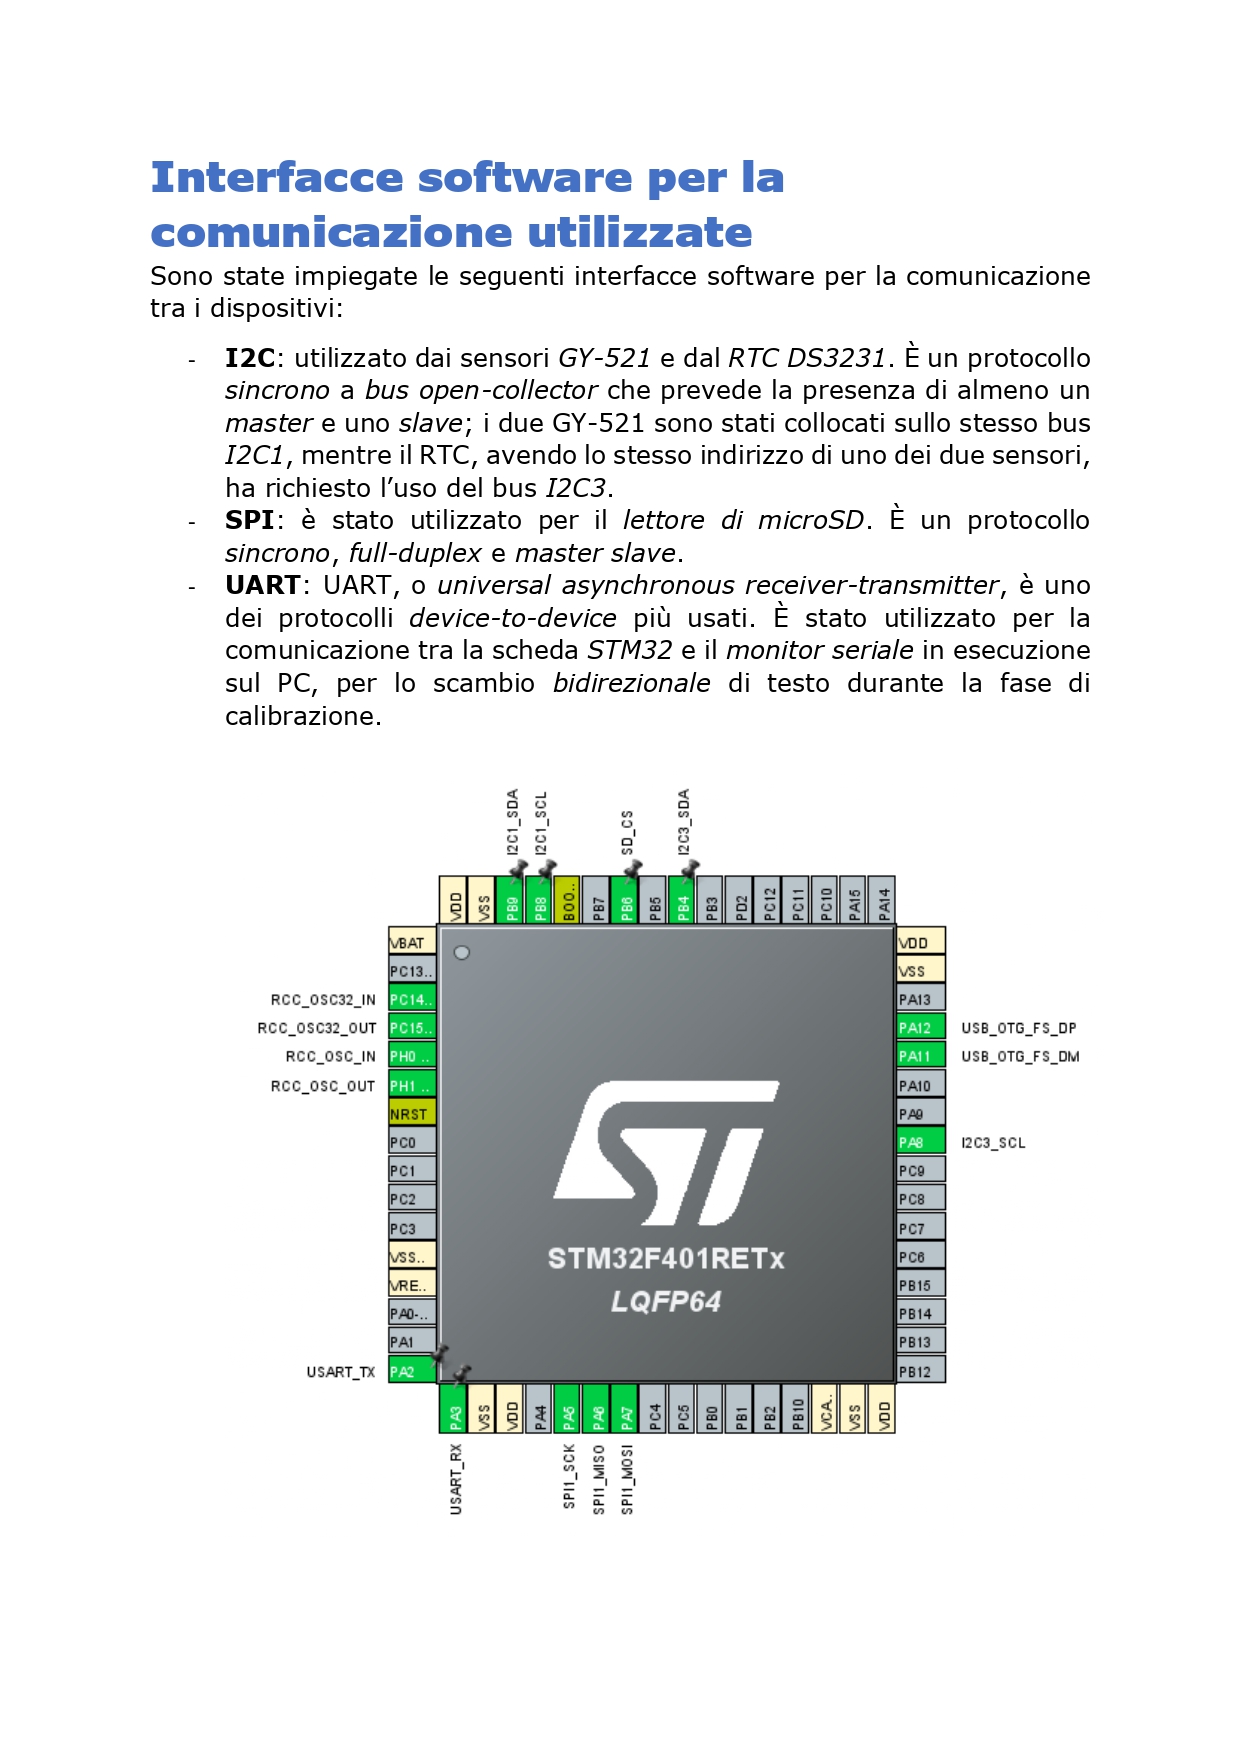 Interfacce software per la
comunicazione utilizzate
Sono state impiegate le seguenti interfacce software per la comunicazione
tra i dispositivi:
- I2C: utilizzato dai sensori GY-521 e dal RTC DS3231. È un protocollo
sincrono a bus open-collector che prevede la presenza di almeno un
master e uno slave; i due GY-521 sono stati collocati sullo stesso bus
I2C1, mentre il RTC, avendo lo stesso indirizzo di uno dei due sensori,
ha richiesto l’uso del bus I2C3.
- SPI: è stato utilizzato per il lettore di microSD. È un protocollo
sincrono, full-duplex e master slave.
- UART: UART, o universal asynchronous receiver-transmitter, è uno
dei protocolli device-to-device più usati. È stato utilizzato per la
comunicazione tra la scheda STM32 e il monitor seriale in esecuzione
sul PC, per lo scambio bidirezionale di testo durante la fase di
calibrazione.
I2C1_SDA
I2C1_SCL
SD_CS
I2C3_SDA
VDD
VSS
PB9
PB8
BOO..
PB7
PB6
PB5
PB4
PB3
PD2
PC12
PC11
PC10
PA15
PA14
VBAT
PC13..
RCC_OSC32_IN PC14..
RCC_OSC32_OUT PC15..
RCC_OSC_IN PH0 ..
RCC_OSC_OUT PH1 ..
NRST
PC0
PC1
PC2
PC3
VSS..
VRE..
PA0-..
PA1
USART_TX PA2
VDD
VSS
PA13
PA12 USB_OTG_FS_DP
PA11 USB_OTG_FS_DM
PA10
PA9
PA8 I2C3_SCL
PC9
PC8
PC7
PC6
PB15
PB14
PB13
PB12
ST
STM32F401RETx
LQFP64
PA3
VSS
VDD
PA4
PA5
PA6
PA7
PC4
PC5
PB0
PB1
PB2
PB10
VCA..
VSS
VDD
USART_RX
SPI1_SCK
SPI1_MISO
SPI1_MOSI